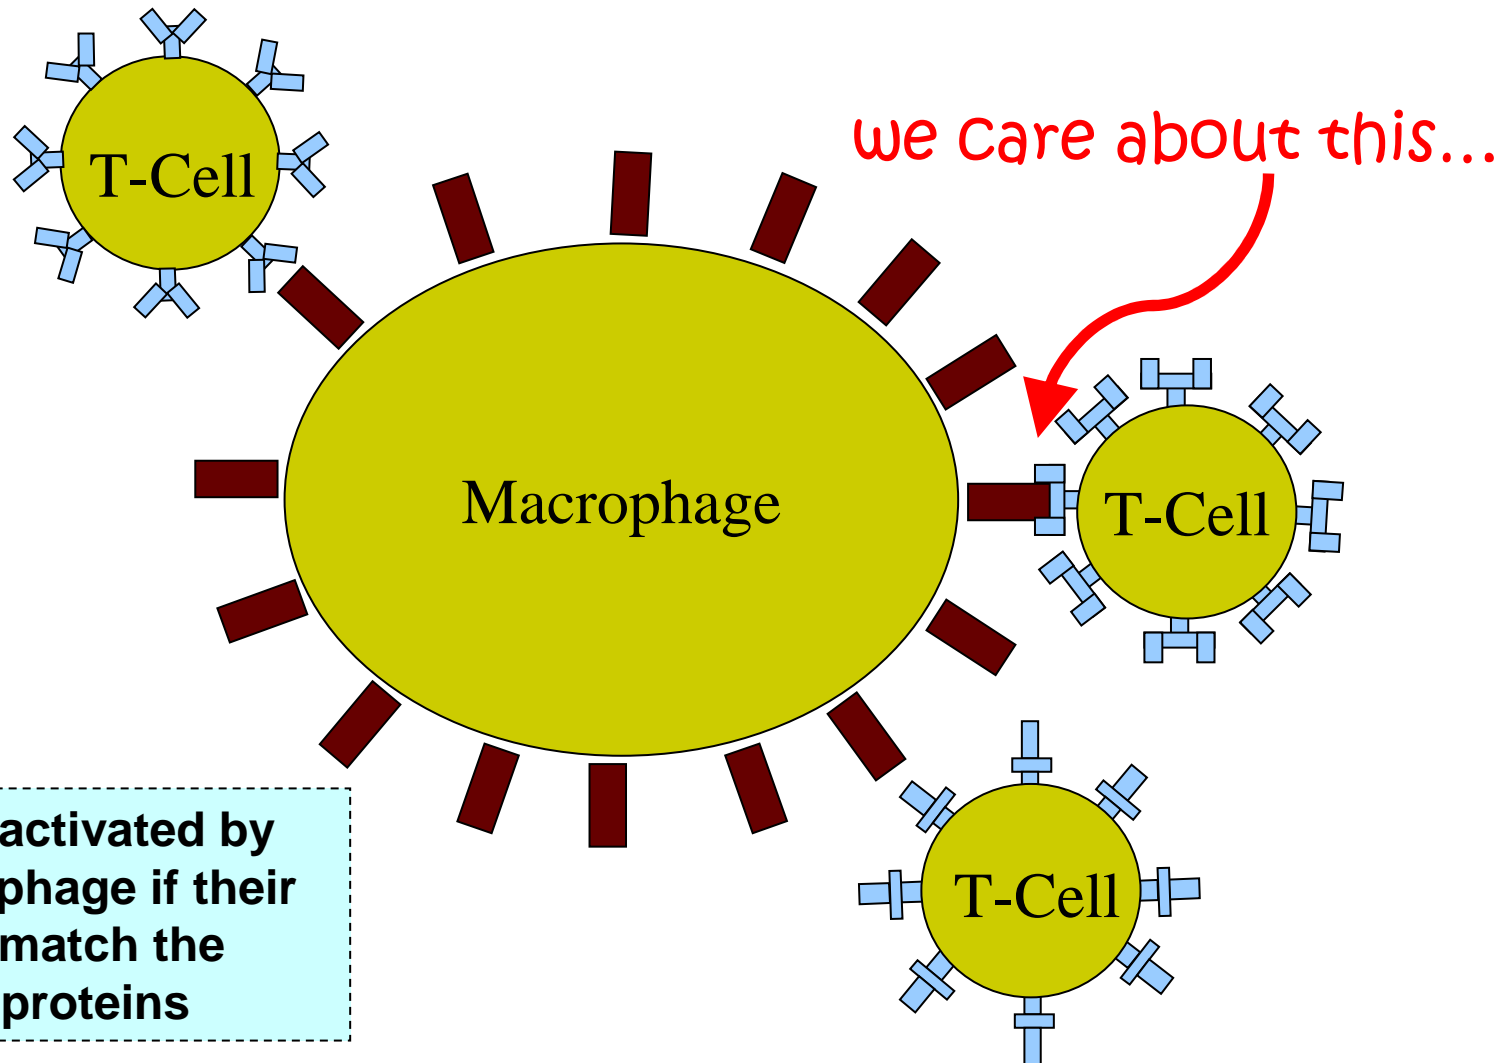 T-Cell
we care about this...
Macrophage
T-Cell
activated by
phage if their
match the
proteins
T-Cell